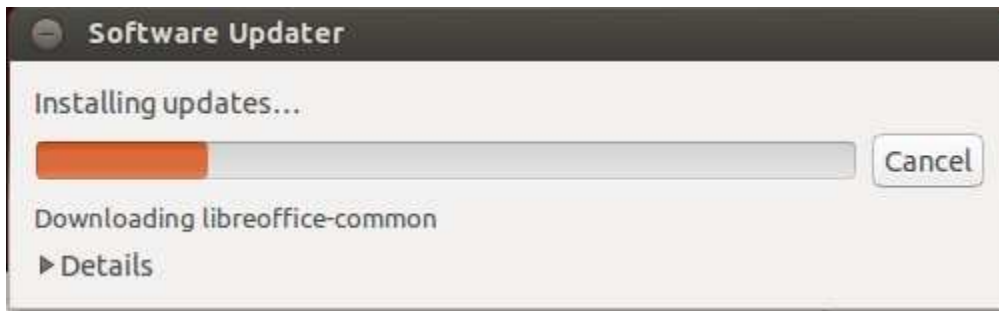 Software Updater
Installing updates...
Cancel
Downloading libreoffice-common
Details